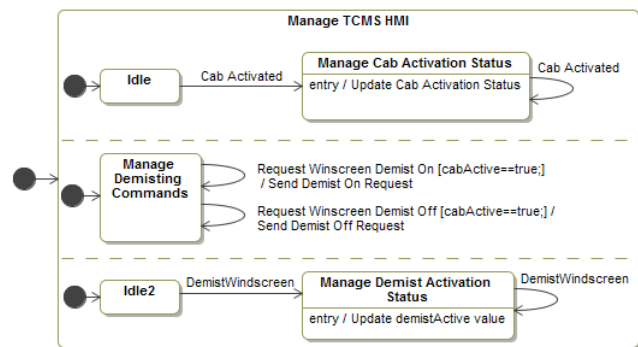 Manage TCMS HMI
Idle
Cab Activated
Manage Cab Activation Status
entry / Update Cab Activation Status
Cab Activated
Manage
Demisting
Commands
Request Winscreen Demist On [cabActive==true;]
/ Send Demist On Request
Request Winscreen Demist Off [cabActive==true;] /
Send Demist Off Request
Idle2
DemistWindscreen
Manage Demist Activation
Status
entry / Update demistActive value
DemistWindscreen